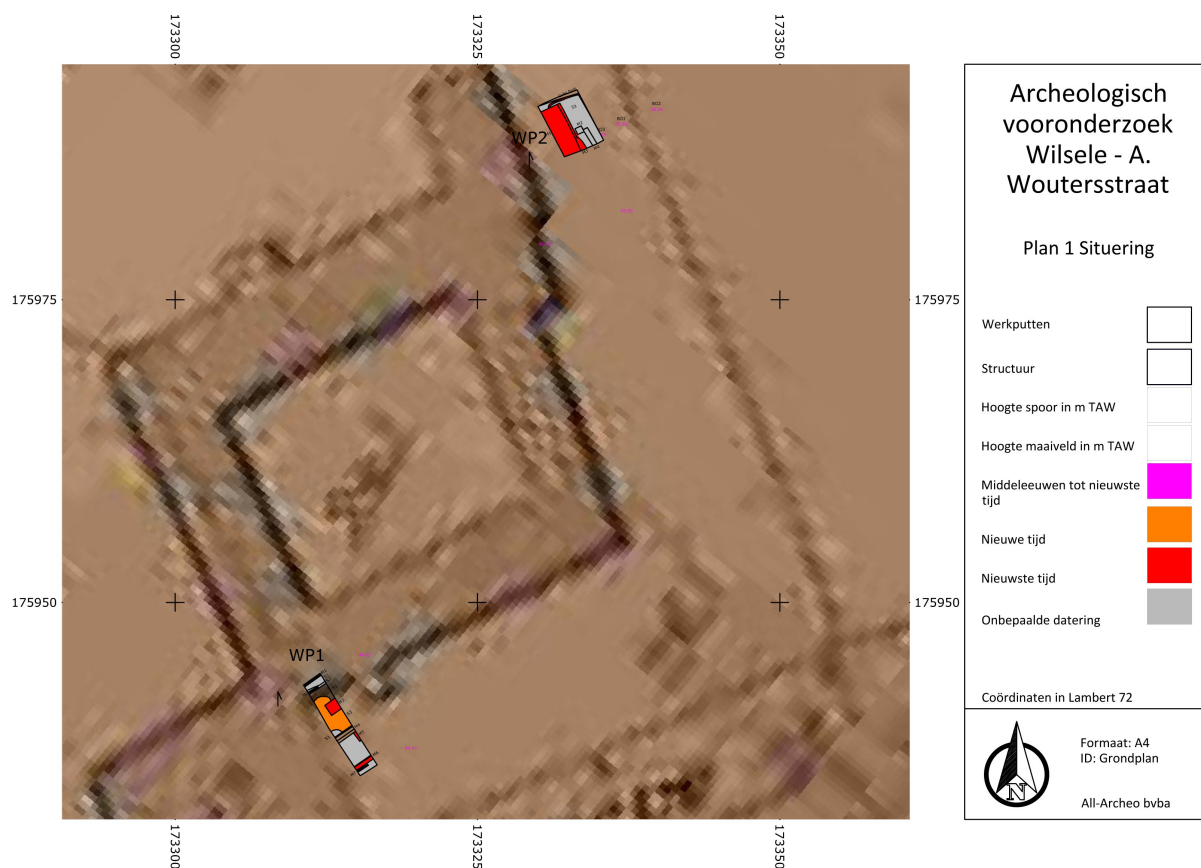 173300
173325
173350
WP2
175975
175975
175950
175950
WP1
173300
173325
173350
Archeologisch
vooronderzoek
Wilsele - A.
Woutersstraat
Plan 1 Situering
Werkputten
Structuur
Hoogte spoor in m TAW
Hoogte maaiveld in m TAW
Middeleeuwen tot nieuwste
tijd
Nieuwe tijd
Nieuwste tijd
Onbepaalde datering
Coördinaten in Lambert 72
N
Formaat: A4
ID: Grondplan
All-Archeo bvba